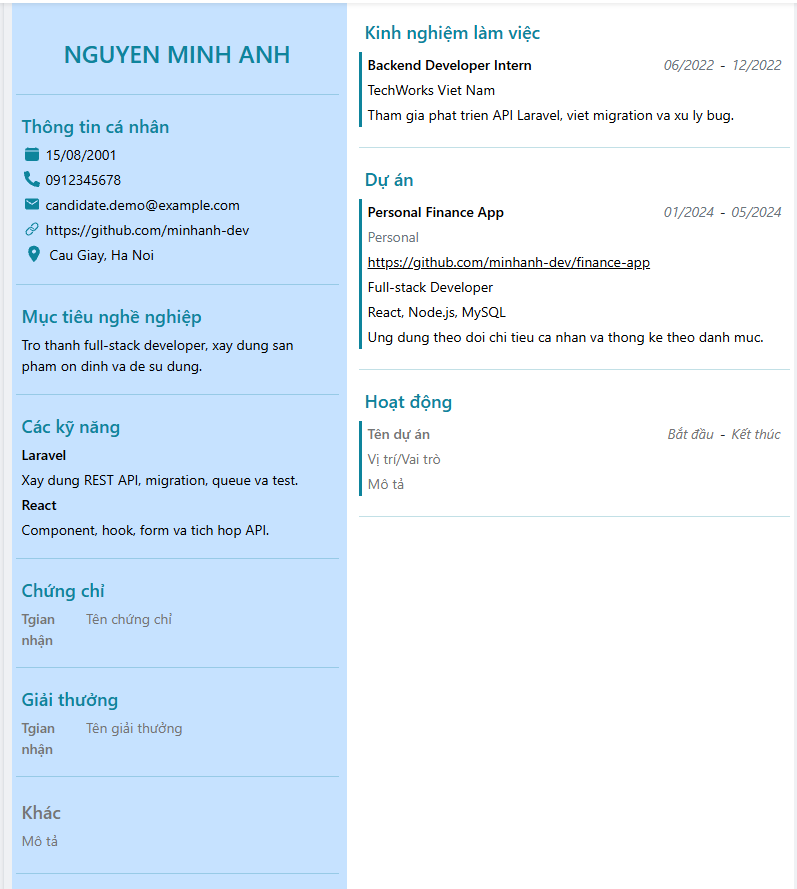 NGUYEN MINH ANH
Thông tin cá nhân
15/08/2001
0912345678
candidate.demo@example.com
https://github.com/minhanh-dev
Cau Giay, Ha Noi
Mục tiêu nghề nghiệp
Tro thanh full-stack developer, xay dung san
pham on dinh va de su dung.
Các kỹ năng
Laravel
Xay dung REST API, migration, queue va test.
React
Component, hook, form va tich hop API.
Chứng chỉ
Tgian nhận
Tên chứng chỉ
Giải thưởng
Tgian nhận
Tên giải thưởng
Khác
Mô tả
Kinh nghiệm làm việc
Backend Developer Intern 06/2022 - 12/2022
TechWorks Viet Nam
Tham gia phat trien API Laravel, viet migration va xu ly bug.
Dự án
Personal Finance App 01/2024 - 05/2024
Personal
https://github.com/minhanh-dev/finance-app
Full-stack Developer
React, Node.js, MySQL
Ung dung theo doi chi tieu ca nhan va thong ke theo danh muc.
Hoạt động
Tên dự án Bắt đầu - Kết thúc
Vị trí/Vai trò
Mô tả